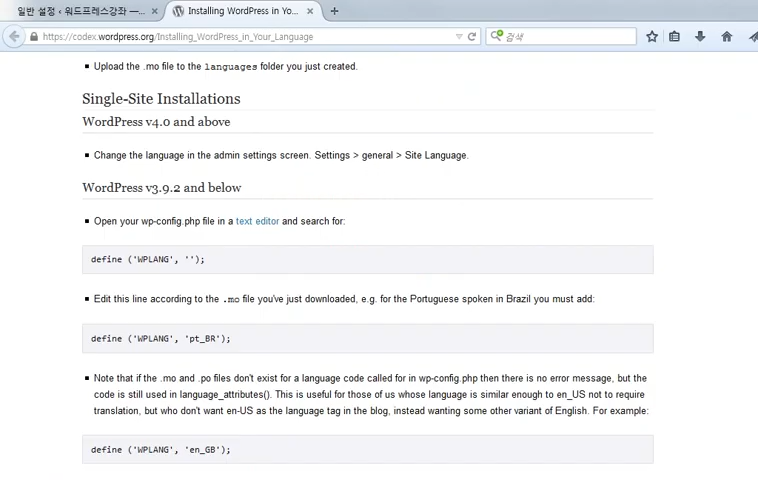 일반 설정 ‹ 워드프레스강좌 —...
Installing WordPress in Yo...
https://codex.wordpress.org/Installing_WordPress_in_Your_Language
검색
Upload the .mo file to the languages folder you just created.
Single-Site Installations
WordPress v4.0 and above
Change the language in the admin settings screen. Settings > general > Site Language.
WordPress v3.9.2 and below
Open your wp-config.php file in a text editor and search for:
define ('WPLANG', '');
Edit this line according to the .mo file you've just downloaded, e.g. for the Portuguese spoken in Brazil you must add:
define ('WPLANG', 'pt_BR');
Note that if the .mo and .po files don't exist for a language code called for in wp-config.php then there is no error message, but the
code is still used in language_attributes(). This is useful for those of us whose language is similar enough to en_US not to require
translation, but who don't want en-US as the language tag in the blog, instead wanting some other variant of English. For example:
define ('WPLANG', 'en_GB');